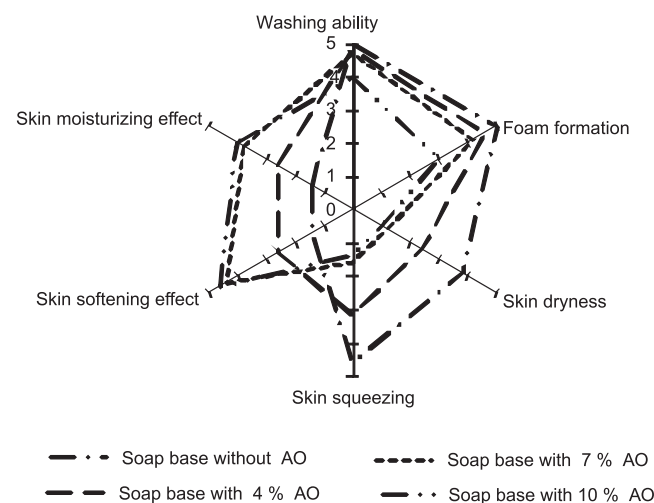 Washing ability
5
4
3
2
1
0
Skin moisturizing effect
Foam formation
Skin softening effect
Skin dryness
Skin squeezing
Soap base without AO
Soap base with 7 % AO
Soap base with 4 % AO
Soap base with 10 % AO